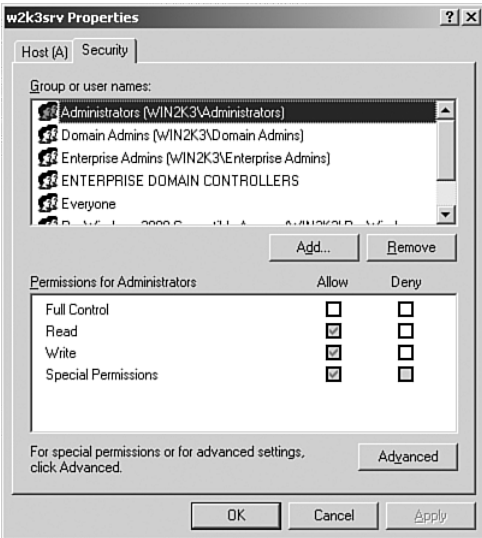 w2k3srv Properties
Host (A) Security
Group or user names:
Administrators (WIN2K3\Administrators)
Domain Admins (WIN2K3\Domain Admins)
Enterprise Admins (WIN2K3\Enterprise Admins)
ENTERPRISE DOMAIN CONTROLLERS
Everyone
Add... Remove
Permissions for Administrators Allow Deny
Full Control
Read
Write
Special Permissions
For special permissions or for advanced settings,
click Advanced.
Advanced
OK Cancel Apply